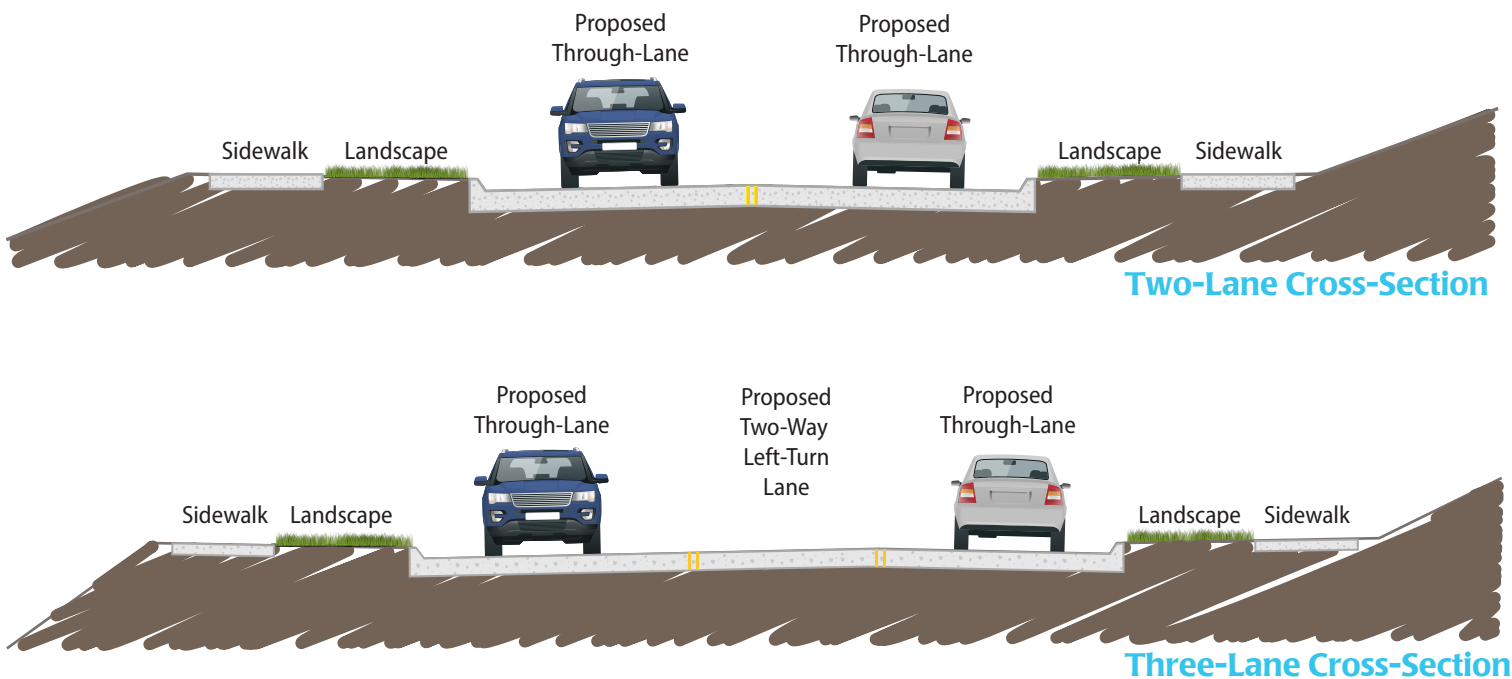 Proposed
Through-Lane
Proposed
Through-Lane
Sidewalk
Landscape
Landscape
Sidewalk
Two-Lane Cross-Section
Proposed
Through-Lane
Proposed
Two-Way
Left-Turn
Lane
Proposed
Through-Lane
Sidewalk
Landscape
Landscape
Sidewalk
Three-Lane Cross-Section